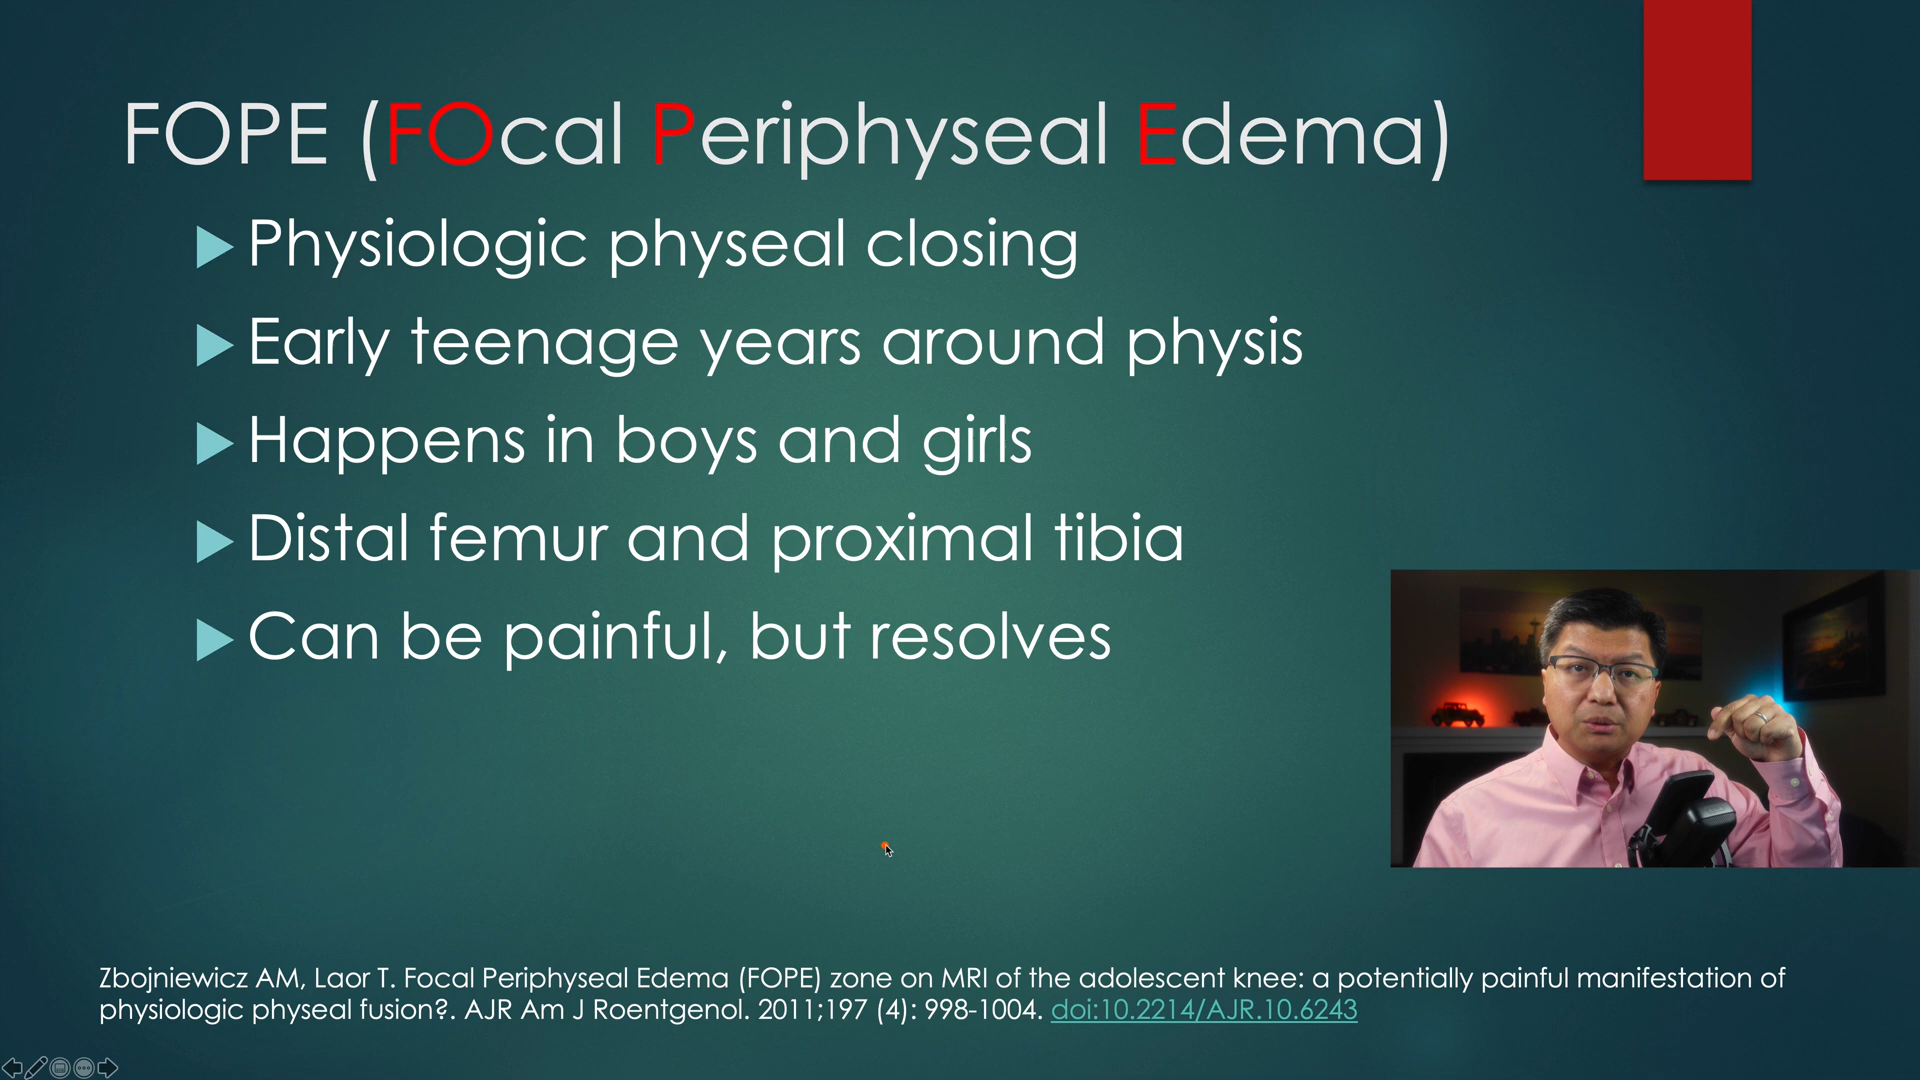 FOPE (FOcal Periphyseal Edema)
Physiologic physeal closing
Early teenage years around physis
Happens in boys and girls
Distal femur and proximal tibia
Can be painful, but resolves
Zbojniewicz AM, Laor T. Focal Periphyseal Edema (FOPE) zone on MRI of the adolescent knee: a potentially painful manifestation of
physiologic physeal fusion?. AJR Am J Roentgenol. 2011;197 (4): 998-1004. doi:10.2214/AJR.10.6243